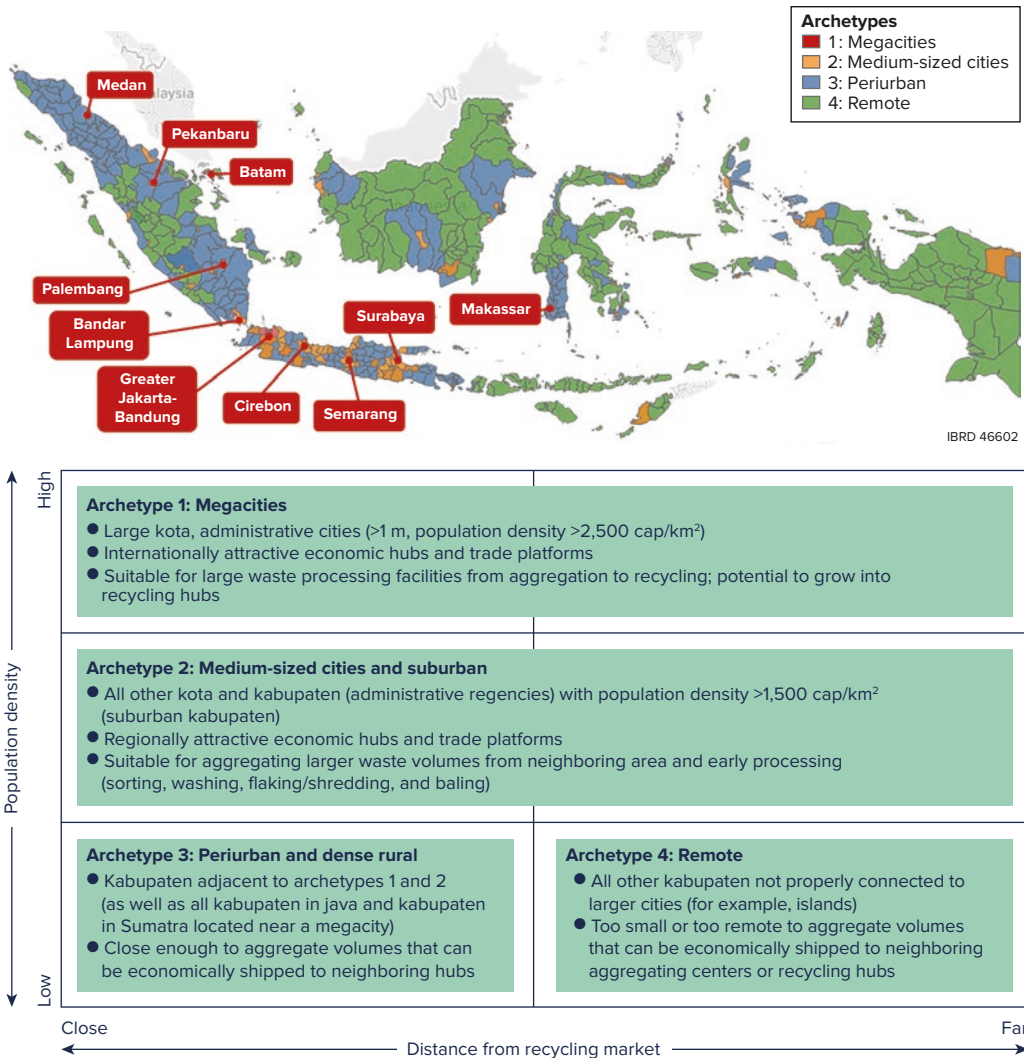 Archetypes
1: Megacities
2: Medium-sized cities
3: Periurban
4: Remote
Medan
alaysia
Pekanbaru
Batam
Palembang
Bandar
Lampung
Surabaya
Makassar
Greater
Jakarta-
Bandung
Cirebon
Semarang
IBRD 46602
High
Population density
Low
Archetype 1: Megacities
● Large kota, administrative cities (>1 m, population density >2,500 cap/km²)
● Internationally attractive economic hubs and trade platforms
● Suitable for large waste processing facilities from aggregation to recycling; potential to grow into
recycling hubs
Archetype 2: Medium-sized cities and suburban
● All other kota and kabupaten (administrative regencies) with population density >1,500 cap/km²
(suburban kabupaten)
● Regionally attractive economic hubs and trade platforms
● Suitable for aggregating larger waste volumes from neighboring area and early processing
(sorting, washing, flaking/shredding, and baling)
Archetype 3: Periurban and dense rural
● Kabupaten adjacent to archetypes 1 and 2
(as well as all kabupaten in java and kabupaten
in Sumatra located near a megacity)
● Close enough to aggregate volumes that can
be economically shipped to neighboring hubs
Archetype 4: Remote
● All other kabupaten not properly connected to
larger cities (for example, islands)
● Too small or too remote to aggregate volumes
that can be economically shipped to neighboring
aggregating centers or recycling hubs
Close
Far
Distance from recycling market